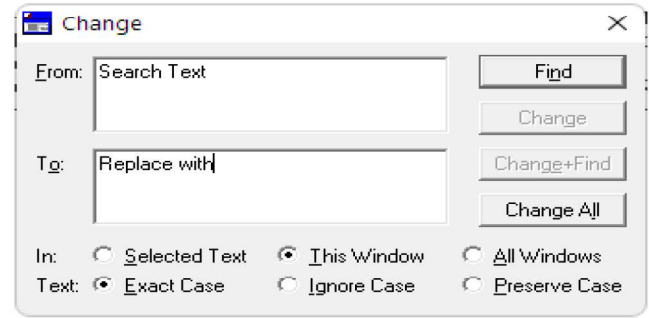 Change
From: Search Text Find
Change
To: Replace with Change+Find
Change All
In: Selected Text This Window All Windows
Text: Exact Case Ignore Case Preserve Case